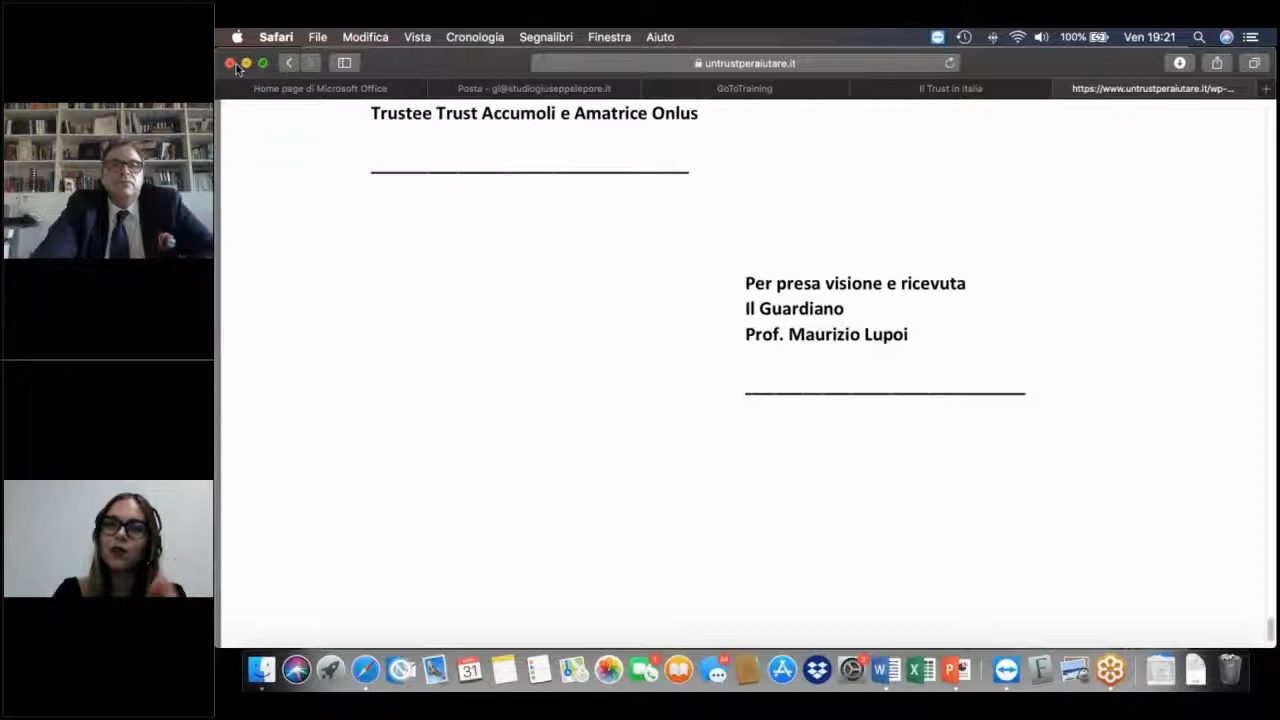 Safari File Modifica Vista Cronologia Segnalibri Finestra Aiuto 100% Ven 19:21
untrustperaiutare.it
Home page di Microsoft Office Posta - gl@studiogiuseppelepore.it GoToTraining Il Trust in Italia https://www.untrustperaiutare.it/wp-...
Trustee Trust Accumoli e Amatrice Onlus
Per presa visione e ricevuta
Il Guardiano
Prof. Maurizio Lupoi
31